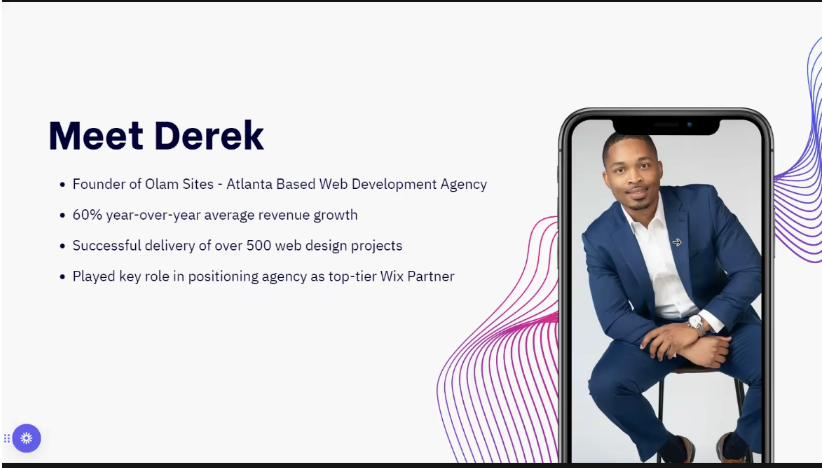 Meet Derek
• Founder of Olam Sites - Atlanta Based Web Development Agency
• 60% year-over-year average revenue growth
• Successful delivery of over 500 web design projects
• Played key role in positioning agency as top-tier Wix Partner